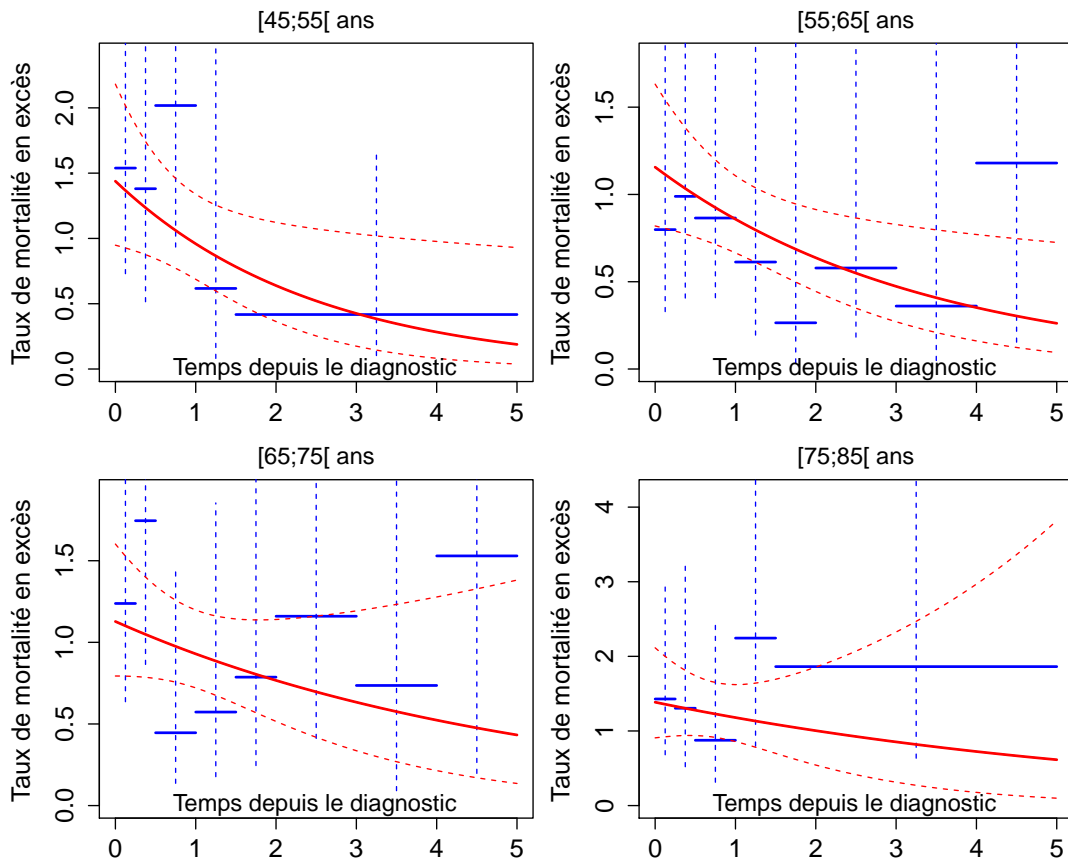 [45;55[ ans
Taux de mortalité en excès
0.0 0.5 1.0 1.5 2.0
Temps depuis le diagnostic
0 1 2 3 4 5
[55;65[ ans
Taux de mortalité en excès
0.0 0.5 1.0 1.5
Temps depuis le diagnostic
0 1 2 3 4 5
[65;75[ ans
Taux de mortalité en excès
0.0 0.5 1.0 1.5
Temps depuis le diagnostic
0 1 2 3 4 5
[75;85[ ans
Taux de mortalité en excès
0 1 2 3 4
Temps depuis le diagnostic
0 1 2 3 4 5